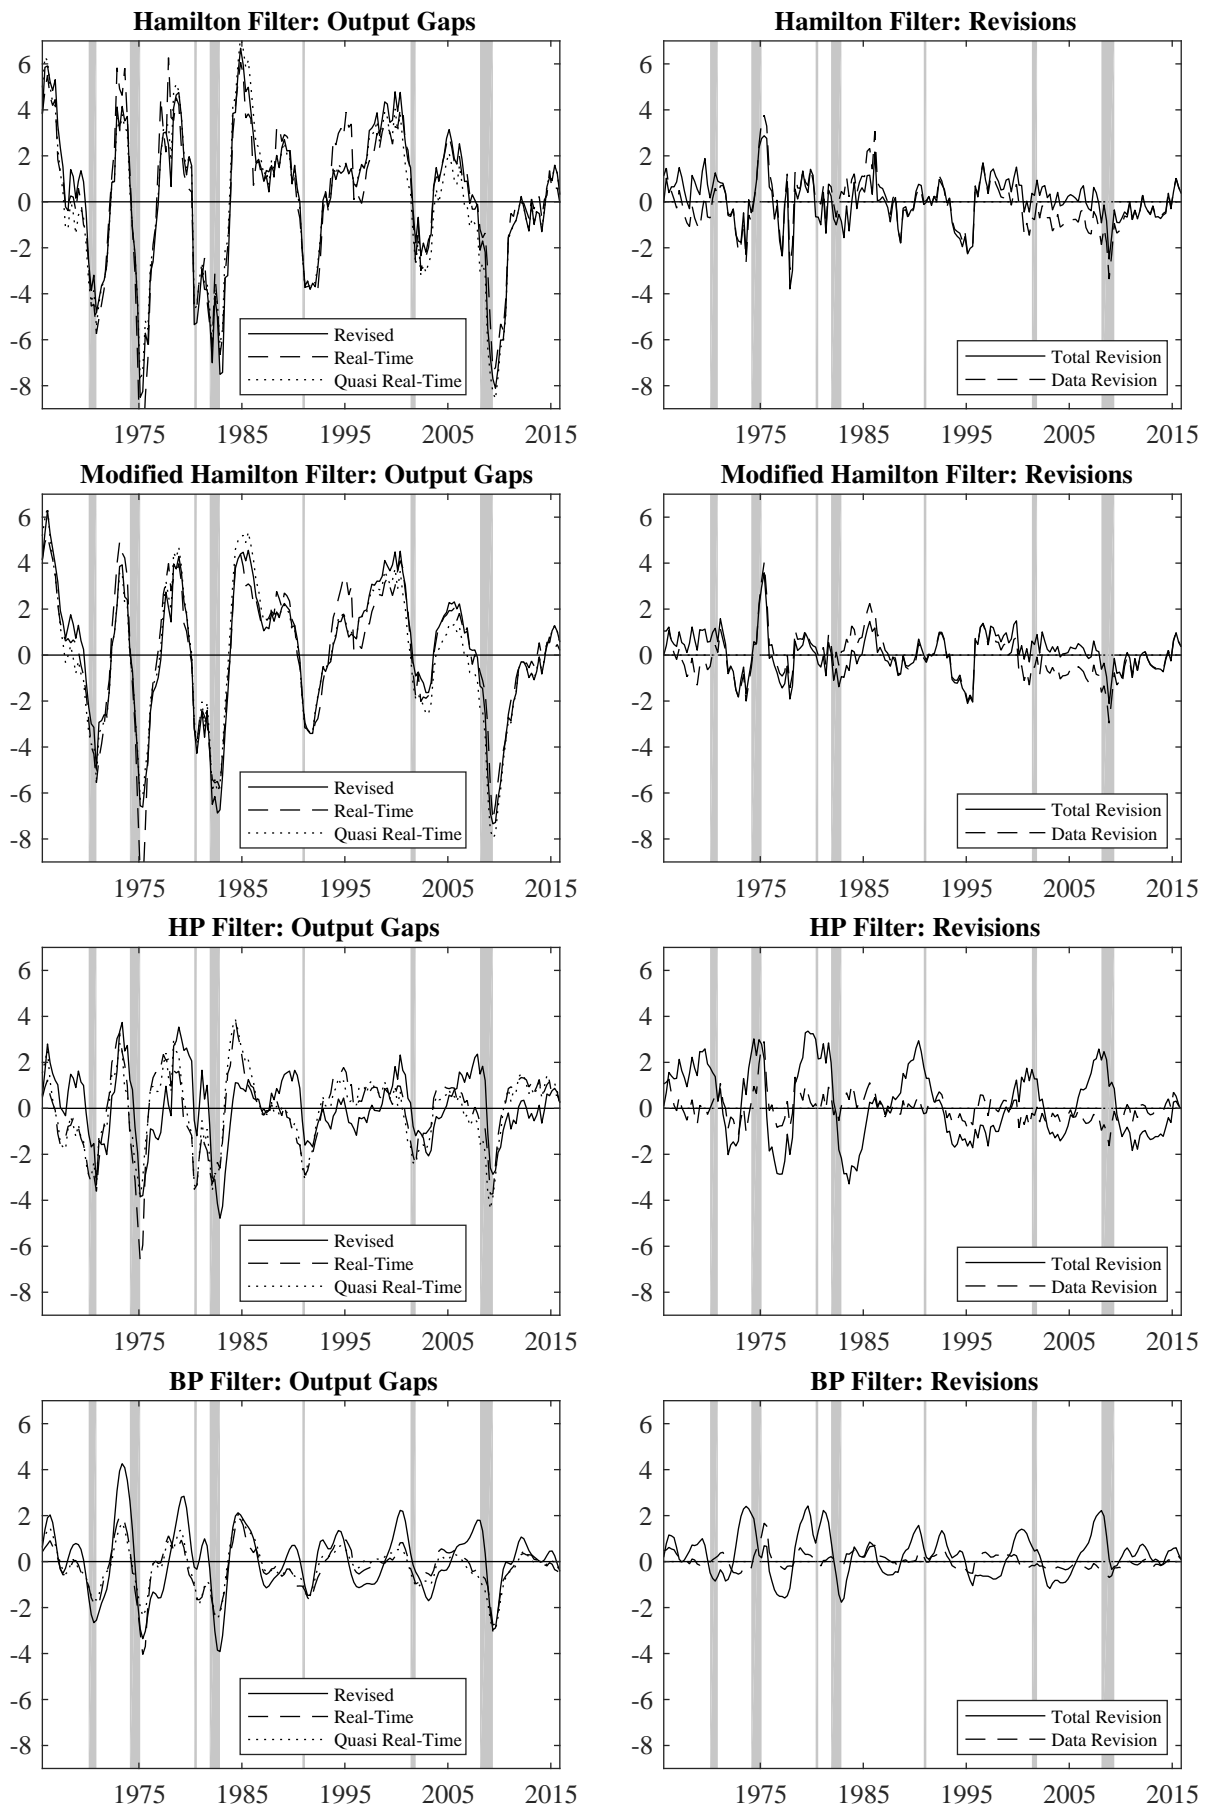 Hamilton Filter: Output Gaps
6
4
2
0
-2
-4
-6
-8
Revised
Real-Time
Quasi Real-Time
1975 1985 1995 2005 2015
Hamilton Filter: Revisions
6
4
2
0
-2
-4
-6
-8
Total Revision
Data Revision
1975 1985 1995 2005 2015
Modified Hamilton Filter: Output Gaps
6
4
2
0
-2
-4
-6
-8
Revised
Real-Time
Quasi Real-Time
1975 1985 1995 2005 2015
Modified Hamilton Filter: Revisions
6
4
2
0
-2
-4
-6
-8
Total Revision
Data Revision
1975 1985 1995 2005 2015
HP Filter: Output Gaps
6
4
2
0
-2
-4
-6
-8
Revised
Real-Time
Quasi Real-Time
1975 1985 1995 2005 2015
HP Filter: Revisions
6
4
2
0
-2
-4
-6
-8
Total Revision
Data Revision
1975 1985 1995 2005 2015
BP Filter: Output Gaps
6
4
2
0
-2
-4
-6
-8
Revised
Real-Time
Quasi Real-Time
1975 1985 1995 2005 2015
BP Filter: Revisions
6
4
2
0
-2
-4
-6
-8
Total Revision
Data Revision
1975 1985 1995 2005 2015